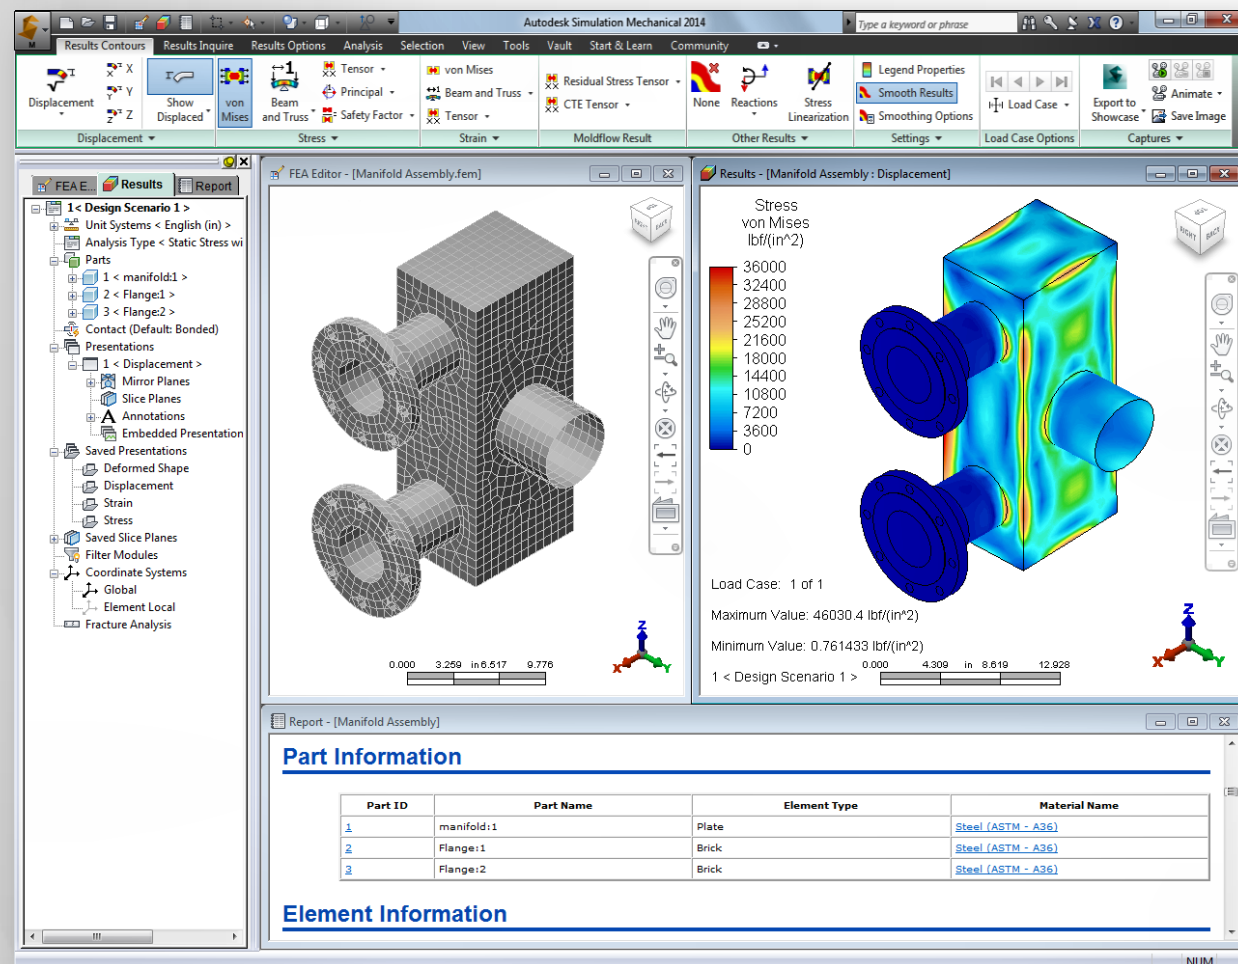 Autodesk Simulation Mechanical 2014
Type a keyword or phrase
M
Results Contours Results Inquire Results Options Analysis Selection View Tools Vault Start & Learn Community
Displacement
X
Y
Z
Show Displaced
von Mises
Beam and Truss
Tensor
Principal
Safety Factor
von Mises
Beam and Truss
Tensor
Residual Stress Tensor
CTE Tensor
None
Reactions
Stress Linearization
Legend Properties
Smooth Results
Smoothing Options
Load Case
Export to Showcase
Animate
Save Image
Displacement Stress Strain Moldflow Result Other Results Settings Load Case Options Captures
FEA E... Results Report
1< Design Scenario 1 >
Unit Systems < English (in) >
Analysis Type < Static Stress wi
Parts
1 < manifold:1 >
2 < Flange:1 >
3 < Flange:2 >
Contact (Default: Bonded)
Presentations
1 < Displacement >
Mirror Planes
Slice Planes
Annotations
Embedded Presentation
Saved Presentations
Deformed Shape
Displacement
Strain
Stress
Saved Slice Planes
Filter Modules
Coordinate Systems
Global
Element Local
Fracture Analysis
FEA Editor - [Manifold Assembly.fem]
RIGHT BACK
0.000 3.259 in 6.517 9.776
Z
X
Y
Results - [Manifold Assembly : Displacement]
Stress
von Mises
lbf/(in^2)
36000
32400
28800
25200
21600
18000
14400
10800
7200
3600
0
RIGHT BACK
Load Case: 1 of 1
Maximum Value: 46030.4 lbf/(in^2)
Minimum Value: 0.761433 lbf/(in^2)
1 < Design Scenario 1 >
0.000 4.309 in 8.619 12.928
Z
X
Y
Report - [Manifold Assembly]
Part Information
Part ID Part Name Element Type Material Name
1 manifold:1 Plate Steel (ASTM - A36)
2 Flange:1 Brick Steel (ASTM - A36)
3 Flange:2 Brick Steel (ASTM - A36)
Element Information
NUM